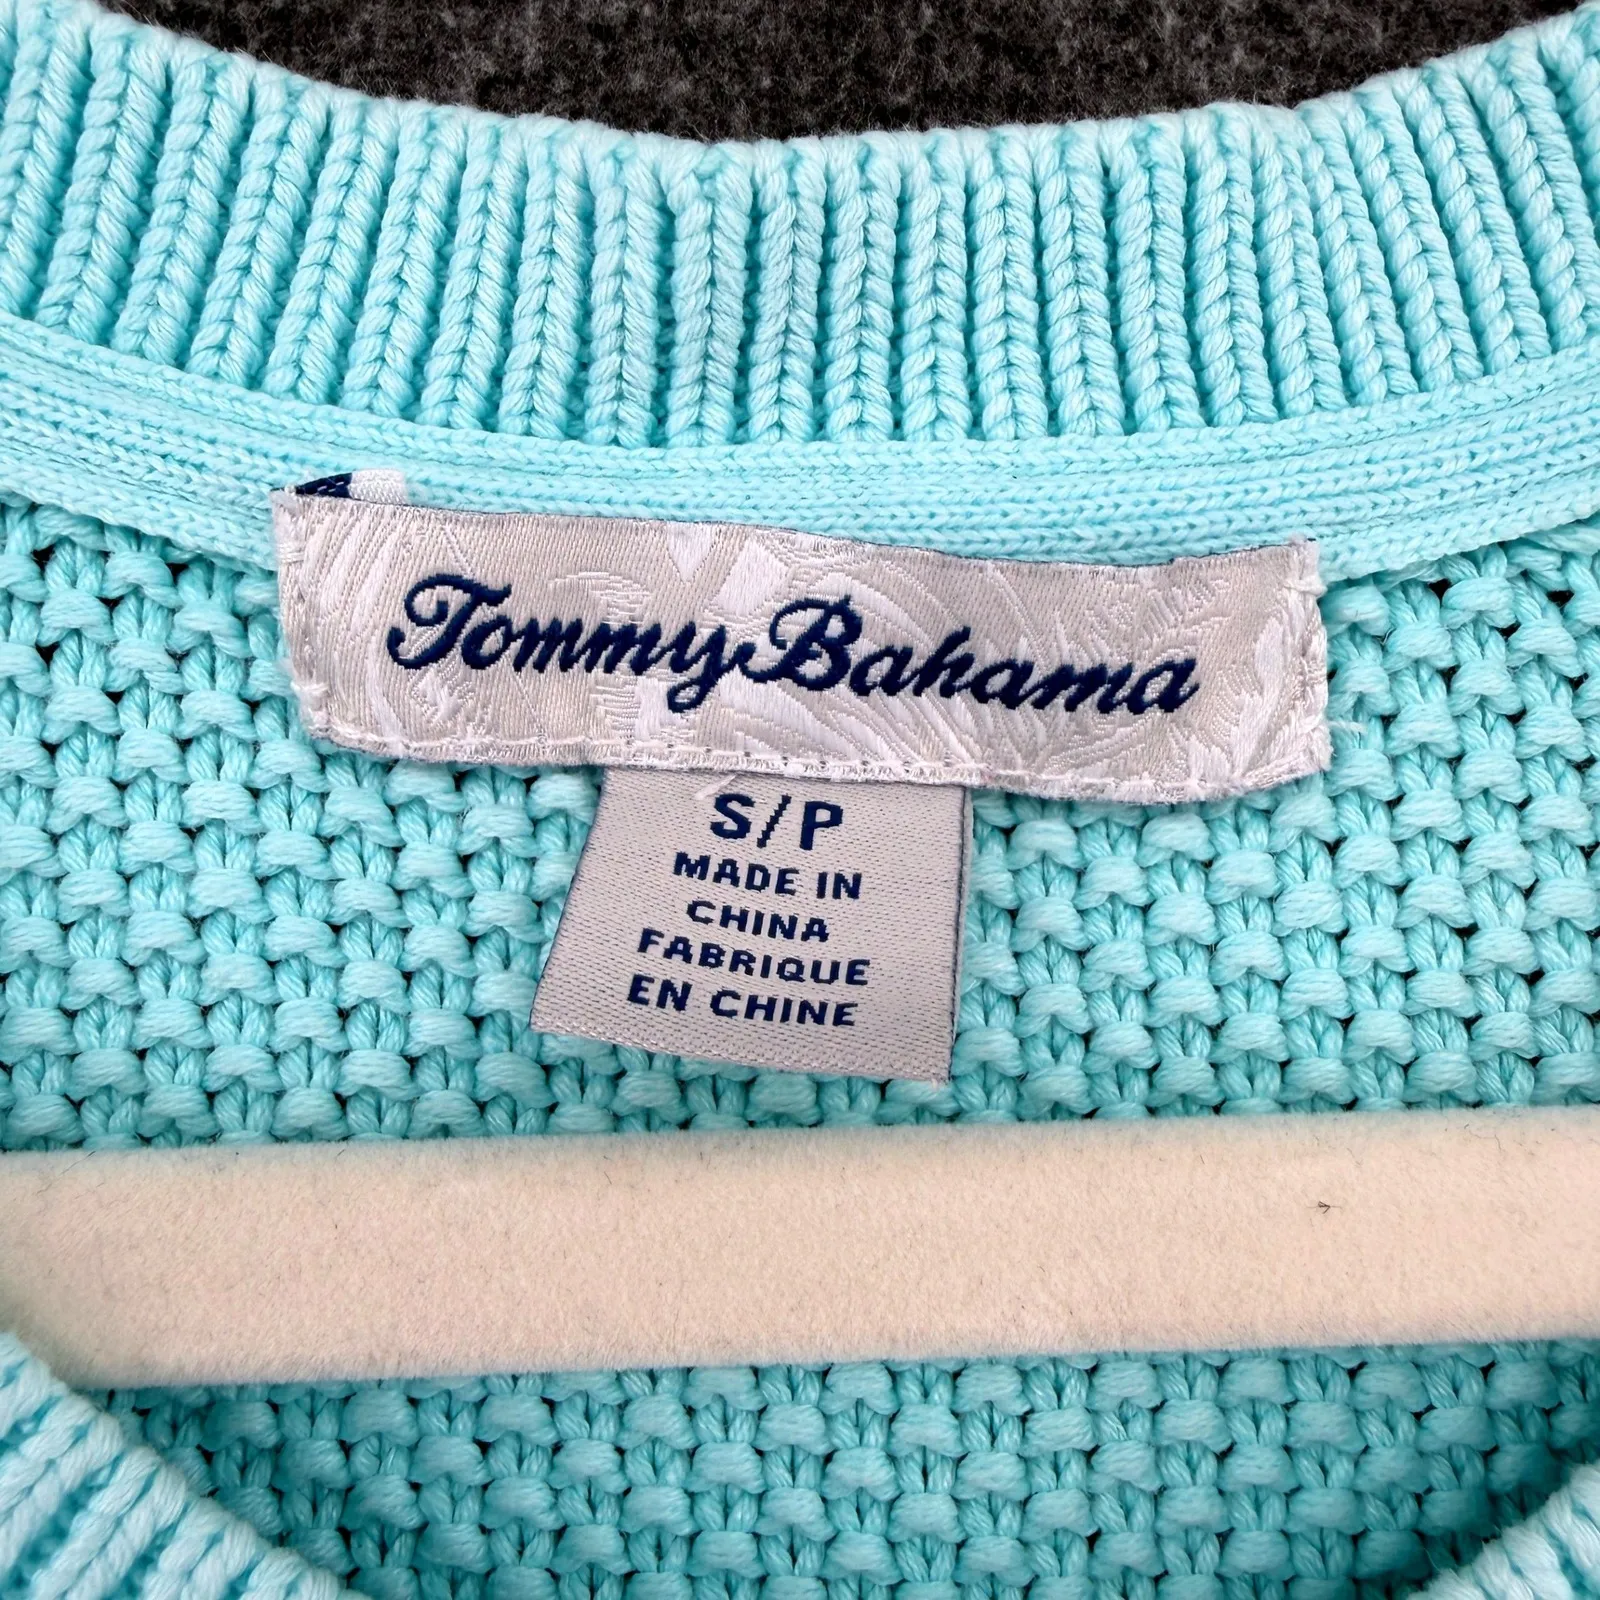 Tommy Bahama
S/P
MADE IN
CHINA
FABRIQUE
EN CHINE